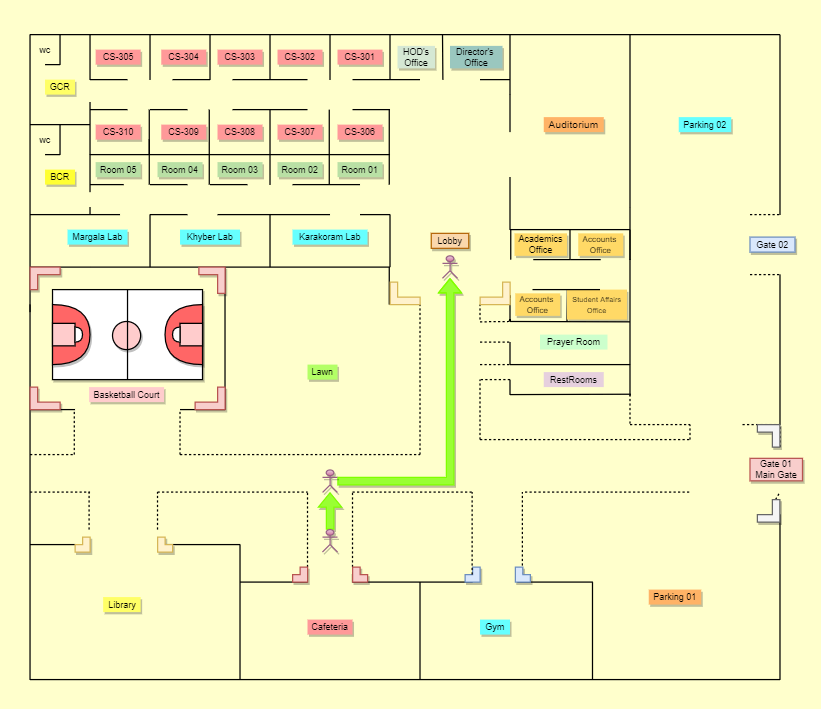 wc
CS-305
CS-304
CS-303
CS-302
CS-301
HOD's
Office
Director's
Office
GCR
Auditorium
Parking 02
wc
CS-310
CS-309
CS-308
CS-307
CS-306
BCR
Room 05
Room 04
Room 03
Room 02
Room 01
Margala Lab
Khyber Lab
Karakoram Lab
Lobby
Academics
Office
Accounts
Office
Gate 02
Accounts
Office
Student Affairs
Office
Prayer Room
Lawn
RestRooms
Basketball Court
Gate 01
Main Gate
Library
Cafeteria
Gym
Parking 01